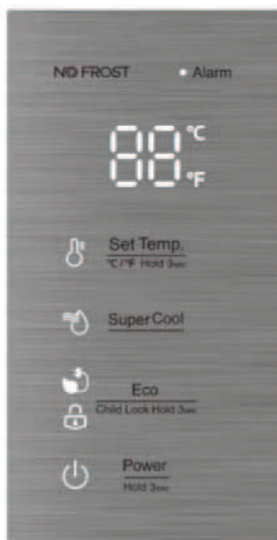 NO FROST
Alarm
88 °C
°F
Set Temp.
°C/°F Hold 3sec
Super Cool
Eco
Child Lock Hold 3sec
Power
Hold 3sec